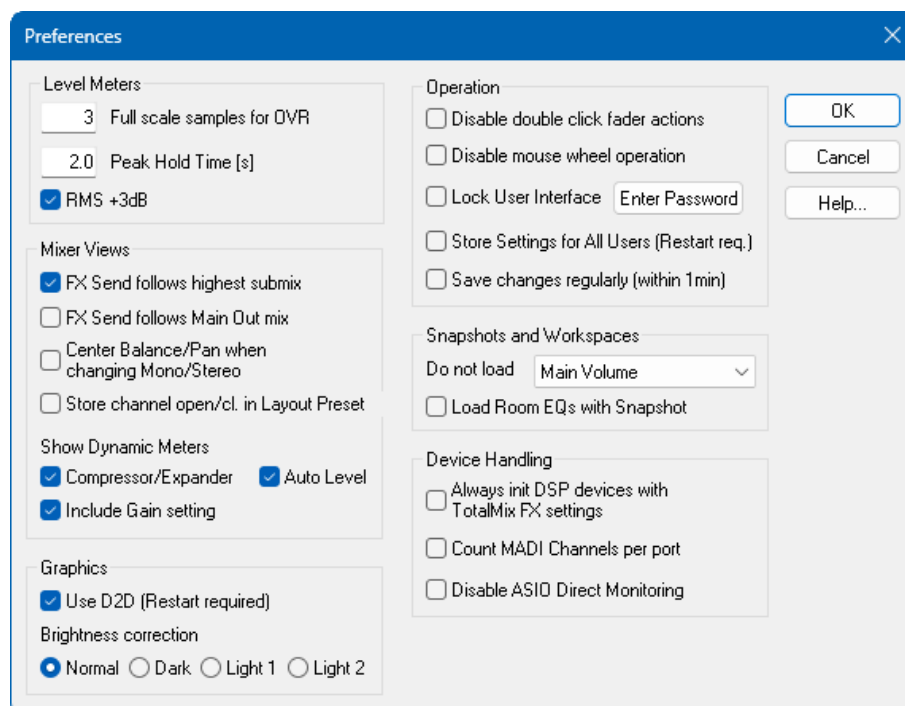 Preferences
Level Meters
3 Full scale samples for OVR
2.0 Peak Hold Time [s]
RMS +3dB
Mixer Views
FX Send follows highest submix
FX Send follows Main Out mix
Center Balance/Pan when
changing Mono/Stereo
Store channel open/cl. in Layout Preset
Show Dynamic Meters
Compressor/Expander Auto Level
Include Gain setting
Graphics
Use D2D (Restart required)
Brightness correction
Normal Dark Light 1 Light 2
Operation
Disable double click fader actions
Disable mouse wheel operation
Lock User Interface Enter Password
Store Settings for All Users (Restart req.)
Save changes regularly (within 1min)
Snapshots and Workspaces
Do not load Main Volume
Load Room EQs with Snapshot
Device Handling
Always init DSP devices with
TotalMix FX settings
Count MADI Channels per port
Disable ASIO Direct Monitoring
OK
Cancel
Help...